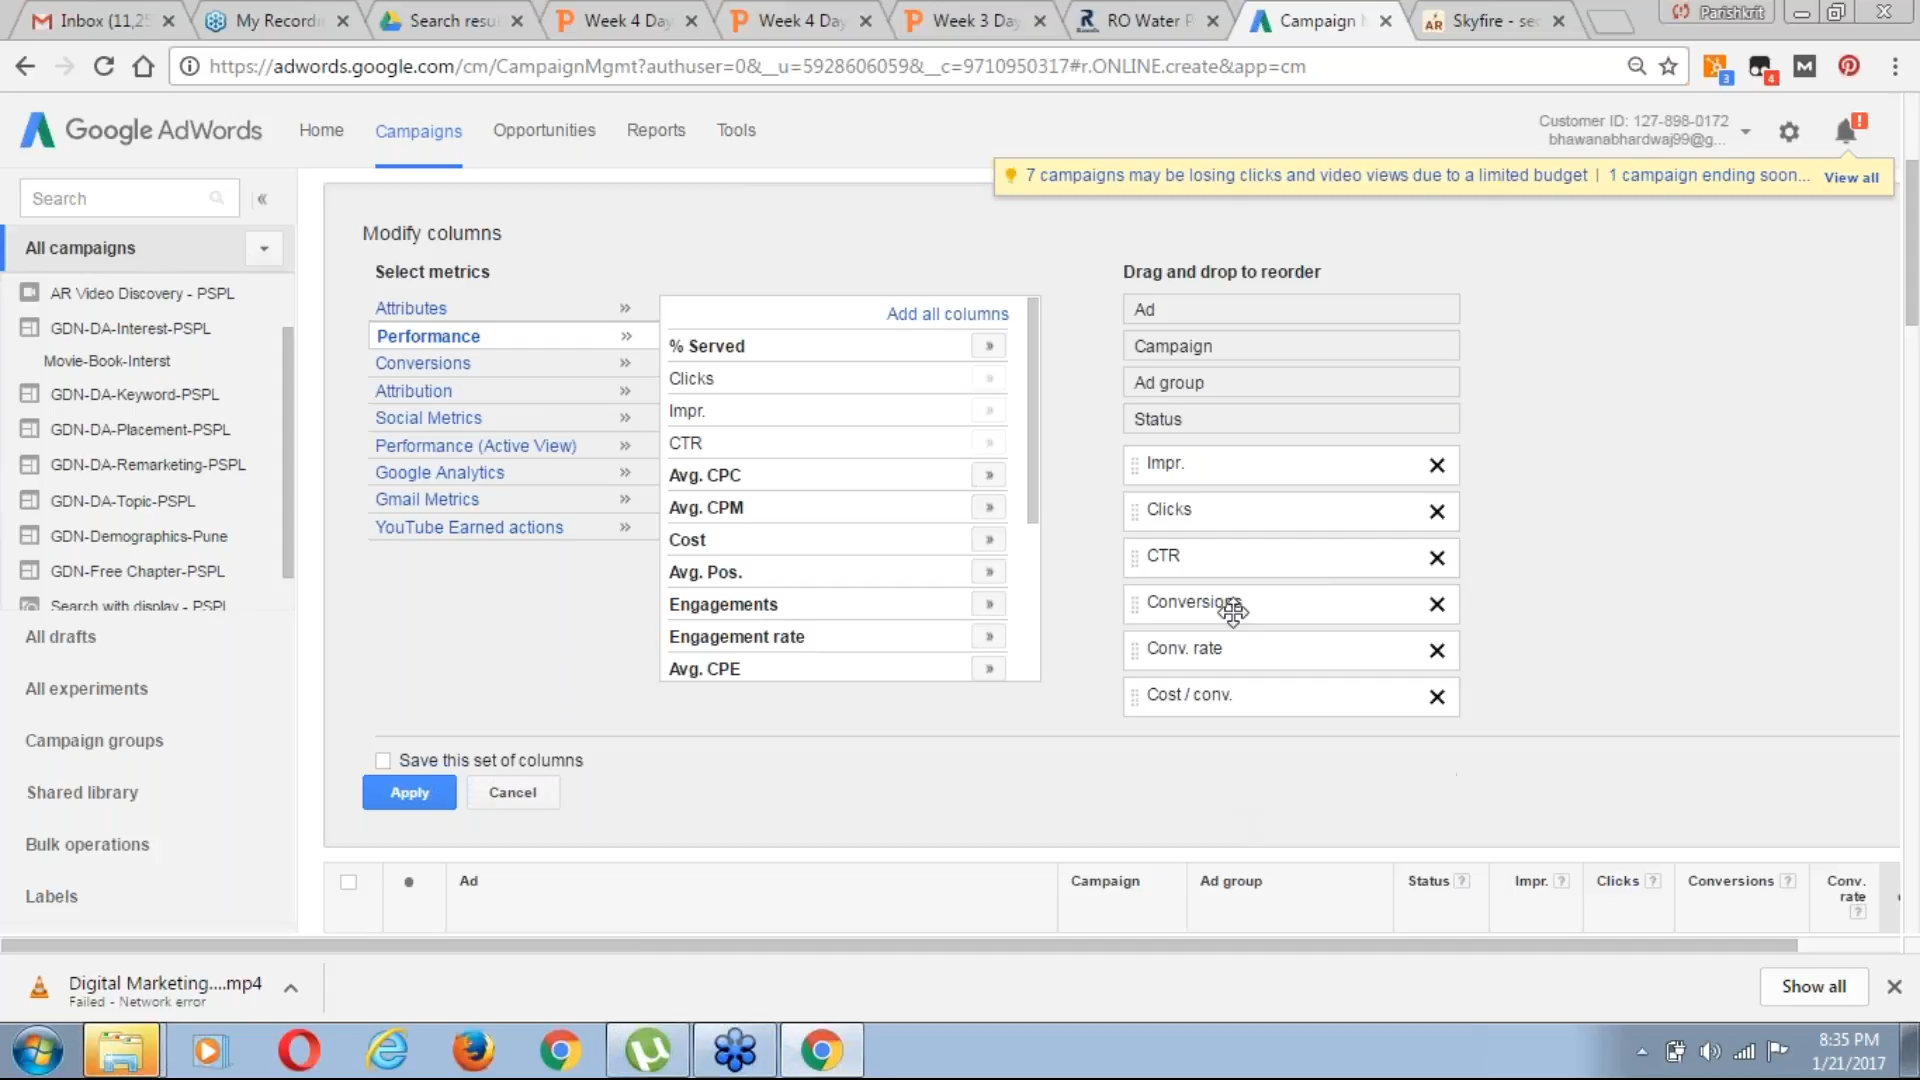 Inbox (11,25
My Recordi
Search resu
Week 4 Day
Week 4 Day
Week 3 Day
RO Water P
Campaign M
Skyfire - sec
Parishkrit
https://adwords.google.com/cm/CampaignMgmt?authuser=0&__u=5928606059&__c=9710950317#r.ONLINE.create&app=cm
3
4
Google AdWords
Home
Campaigns
Opportunities
Reports
Tools
Customer ID: 127-898-0172
bhawanabhardwaj99@g...
7 campaigns may be losing clicks and video views due to a limited budget | 1 campaign ending soon... View all
Search
All campaigns
AR Video Discovery - PSPL
GDN-DA-Interest-PSPL
Movie-Book-Interst
GDN-DA-Keyword-PSPL
GDN-DA-Placement-PSPL
GDN-DA-Remarketing-PSPL
GDN-DA-Topic-PSPL
GDN-Demographics-Pune
GDN-Free Chapter-PSPL
Search with display - PSPL
All drafts
All experiments
Campaign groups
Shared library
Bulk operations
Labels
Modify columns
Select metrics
Attributes »
Performance »
Conversions »
Attribution »
Social Metrics »
Performance (Active View) »
Google Analytics »
Gmail Metrics »
YouTube Earned actions »
Add all columns
% Served »
Clicks »
Impr. »
CTR »
Avg. CPC »
Avg. CPM »
Cost »
Avg. Pos. »
Engagements »
Engagement rate »
Avg. CPE »
Drag and drop to reorder
Ad
Campaign
Ad group
Status
Impr.
Clicks
CTR
Conversions
Conv. rate
Cost / conv.
Save this set of columns
Apply
Cancel
Ad
Campaign
Ad group
Status ?
Impr. ?
Clicks ?
Conversions ?
Conv.
rate
?
Digital Marketing....mp4
Failed - Network error
Show all
8:35 PM
1/21/2017